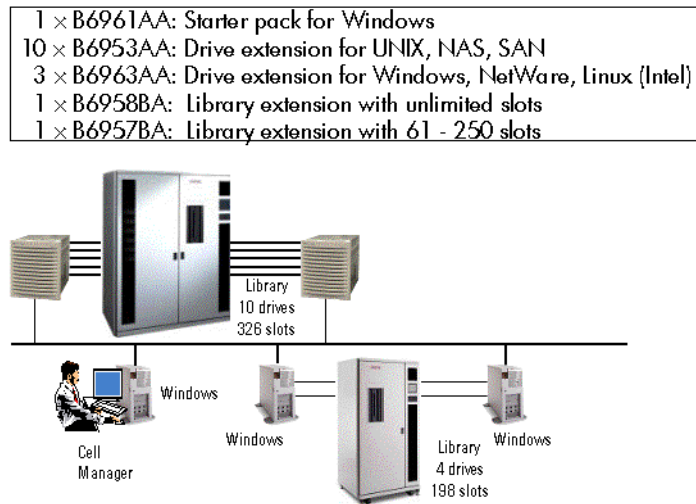 1 × B6961AA: Starter pack for Windows
10 × B6953AA: Drive extension for UNIX, NAS, SAN
3 × B6963AA: Drive extension for Windows, NetWare, Linux (Intel)
1 × B6958BA: Library extension with unlimited slots
1 × B6957BA: Library extension with 61 - 250 slots
Library
10 drives
326 slots
Windows
Windows
Windows
Cell
Manager
Library
4 drives
198 slots